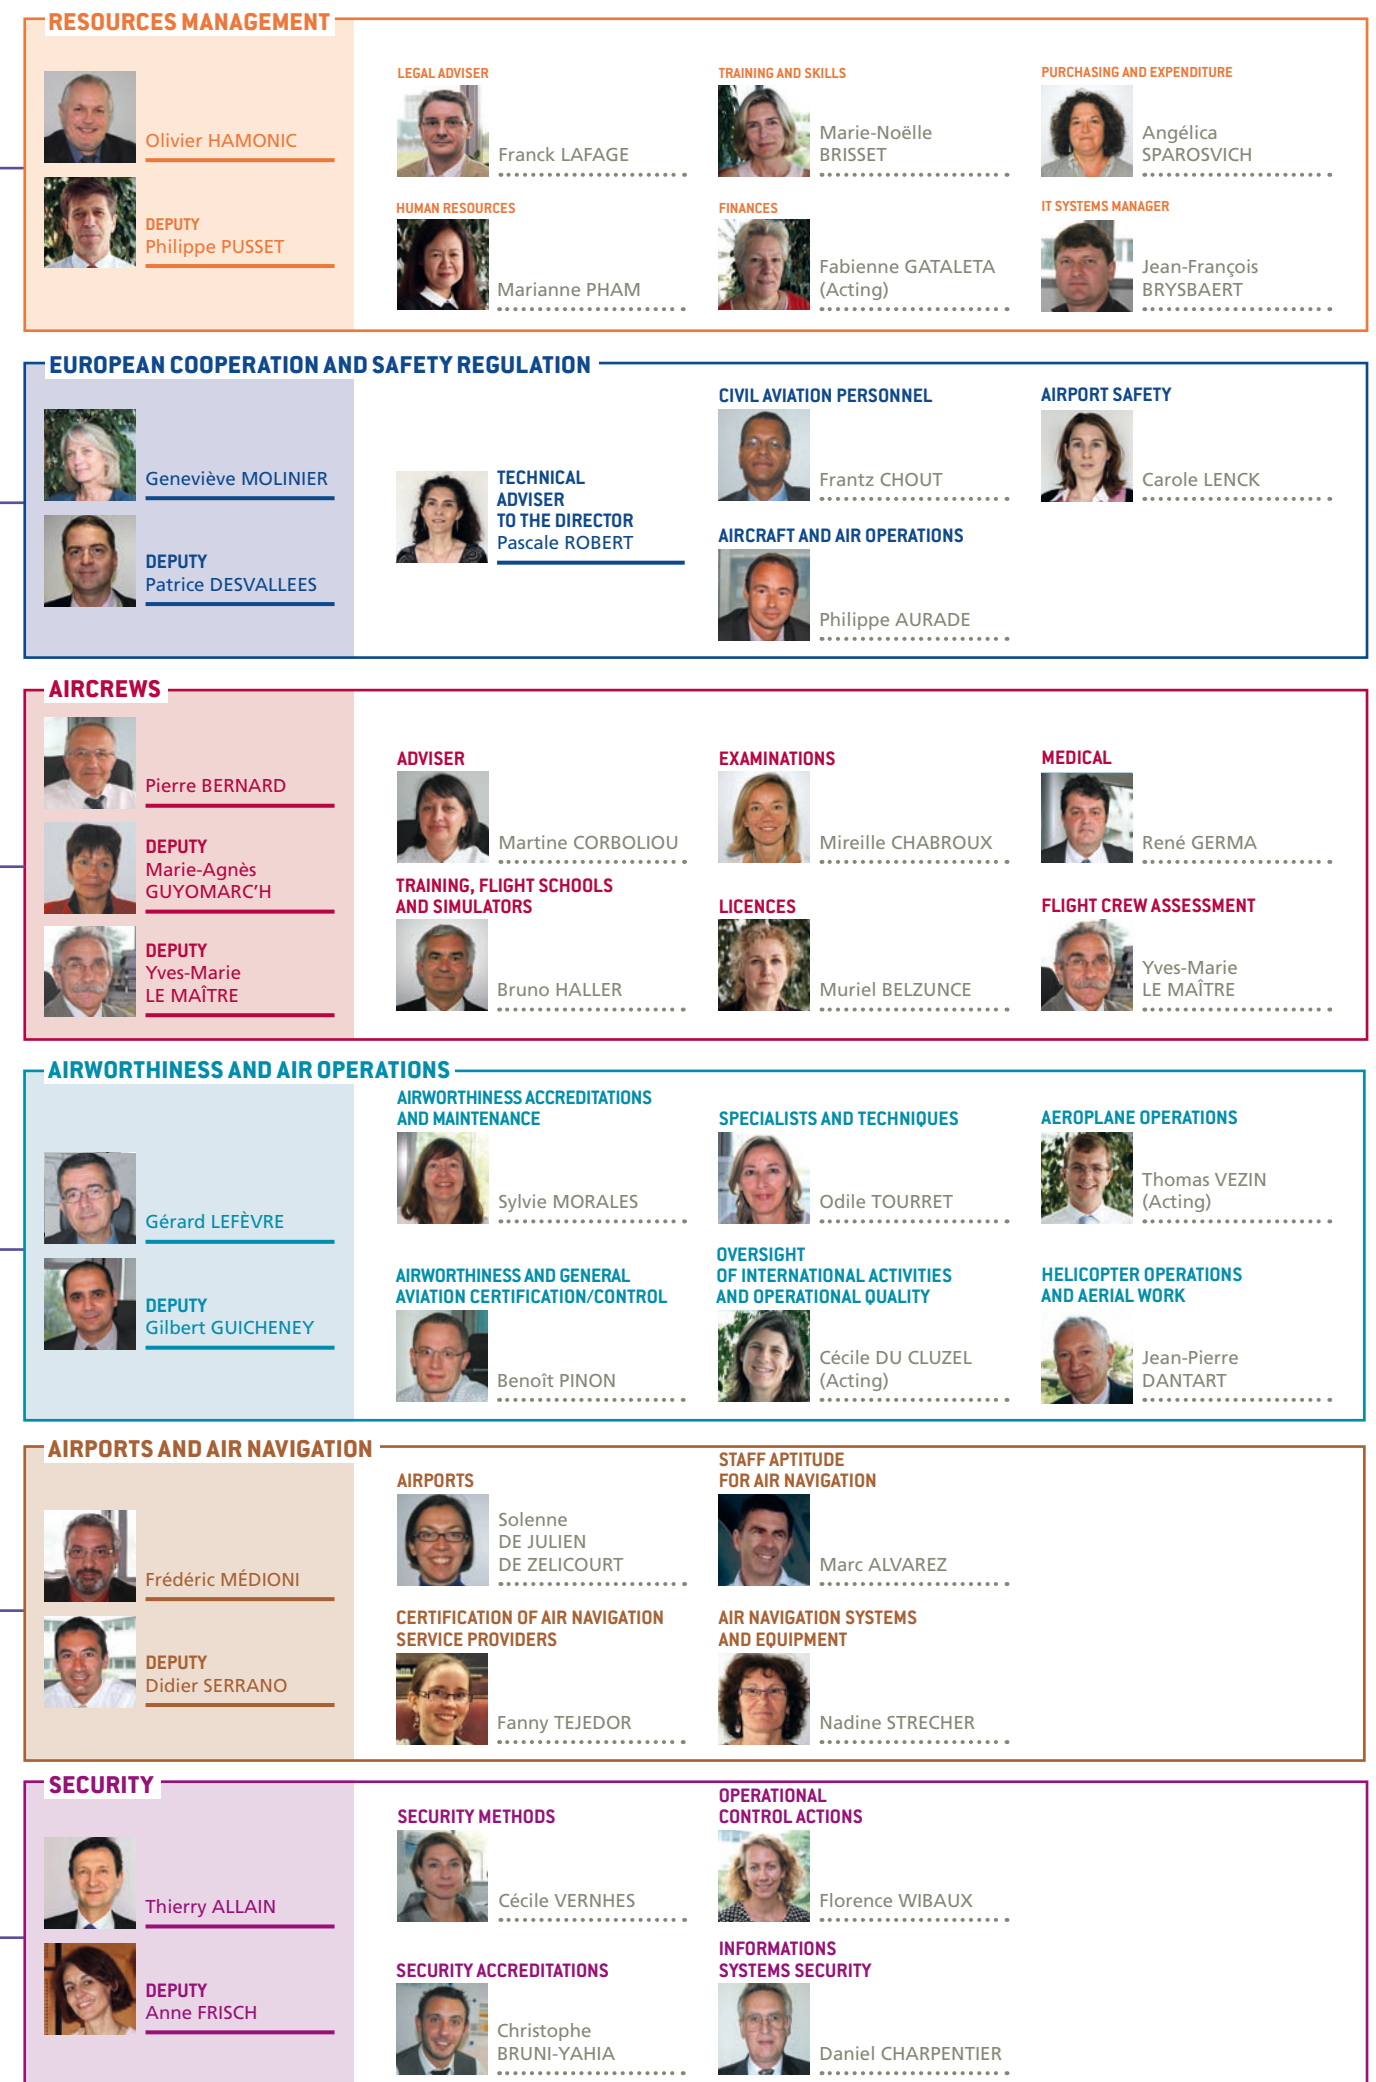 RESOURCES MANAGEMENT
Olivier HAMONIC
DEPUTY
Philippe PUSSET
LEGAL ADVISER
Franck LAFAGE
TRAINING AND SKILLS
Marie-Noëlle
BRISSET
PURCHASING AND EXPENDITURE
Angélica
SPAROSVICH
HUMAN RESOURCES
Marianne PHAM
FINANCES
Fabienne GATALETA
(Acting)
IT SYSTEMS MANAGER
Jean-François
BRYSBAERT
EUROPEAN COOPERATION AND SAFETY REGULATION
Geneviève MOLINIER
DEPUTY
Patrice DESVALLEES
TECHNICAL
ADVISER
TO THE DIRECTOR
Pascale ROBERT
CIVIL AVIATION PERSONNEL
Frantz CHOUT
AIRPORT SAFETY
Carole LENCK
AIRCRAFT AND AIR OPERATIONS
Philippe AURADE
AIRCREWS
Pierre BERNARD
DEPUTY
Marie-Agnès
GUYOMARC'H
DEPUTY
Yves-Marie
LE MAÎTRE
ADVISER
Martine CORBOLIOU
EXAMINATIONS
Mireille CHABROUX
MEDICAL
René GERMA
TRAINING, FLIGHT SCHOOLS
AND SIMULATORS
Bruno HALLER
LICENCES
Muriel BELZUNCE
FLIGHT CREW ASSESSMENT
Yves-Marie
LE MAÎTRE
AIRWORTHINESS AND AIR OPERATIONS
Gérard LEFÈVRE
DEPUTY
Gilbert GUICHENEY
AIRWORTHINESS ACCREDITATIONS
AND MAINTENANCE
Sylvie MORALES
SPECIALISTS AND TECHNIQUES
Odile TOURRET
AEROPLANE OPERATIONS
Thomas VEZIN
(Acting)
AIRWORTHINESS AND GENERAL
AVIATION CERTIFICATION/CONTROL
Benoît PINON
OVERSIGHT
OF INTERNATIONAL ACTIVITIES
AND OPERATIONAL QUALITY
Cécile DU CLUZEL
(Acting)
HELICOPTER OPERATIONS
AND AERIAL WORK
Jean-Pierre
DANTART
AIRPORTS AND AIR NAVIGATION
Frédéric MÉDIONI
DEPUTY
Didier SERRANO
AIRPORTS
Solenne
DE JULIEN
DE ZELICOURT
STAFF APTITUDE
FOR AIR NAVIGATION
Marc ALVAREZ
CERTIFICATION OF AIR NAVIGATION
SERVICE PROVIDERS
Fanny TEJEDOR
AIR NAVIGATION SYSTEMS
AND EQUIPMENT
Nadine STRECHER
SECURITY
Thierry ALLAIN
DEPUTY
Anne FRISCH
SECURITY METHODS
Cécile VERNHES
OPERATIONAL
CONTROL ACTIONS
Florence WIBAUX
SECURITY ACCREDITATIONS
Christophe
BRUNI-YAHIA
INFORMATIONS
SYSTEMS SECURITY
Daniel CHARPENTIER